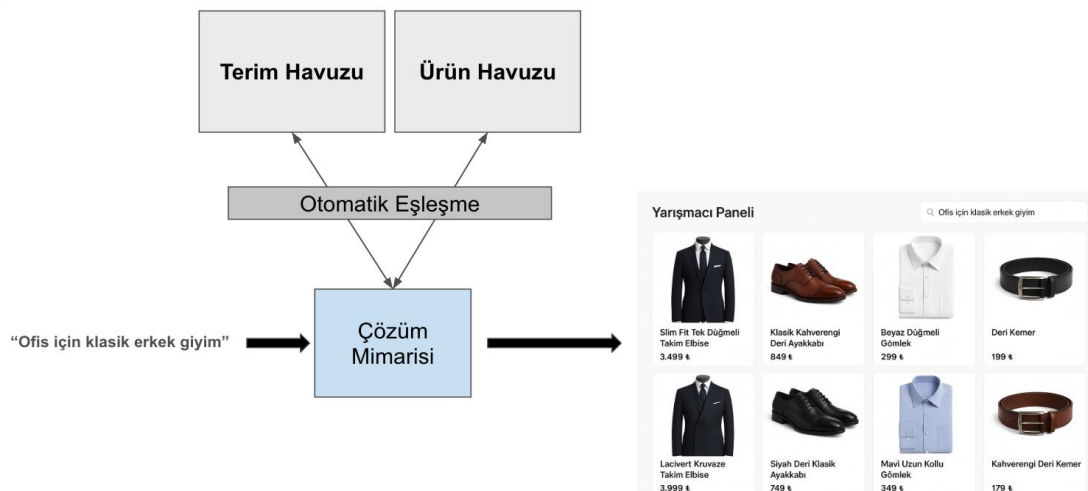 Terim Havuzu
Ürün Havuzu
Otomatik Eşleşme
"Ofis için klasik erkek giyim"
Çözüm
Mimarisi
Yarışmacı Paneli
Ofis için klasik erkek giyim
Slim Fit Tek Düğmeli
Takim Elbise
3.499 ₺
Klasik Kahverengi
Deri Ayakkabı
849 ₺
Beyaz Düğmeli
Gömlek
299 ₺
Deri Kemer
199 ₺
Lacivert Kruvaze
Takim Elbise
3.999 ₺
Siyah Deri Klasik
Ayakkabı
749 ₺
Mavi Uzun Kollu
Gömlek
349 ₺
Kahverengi Deri Kemer
179 ₺